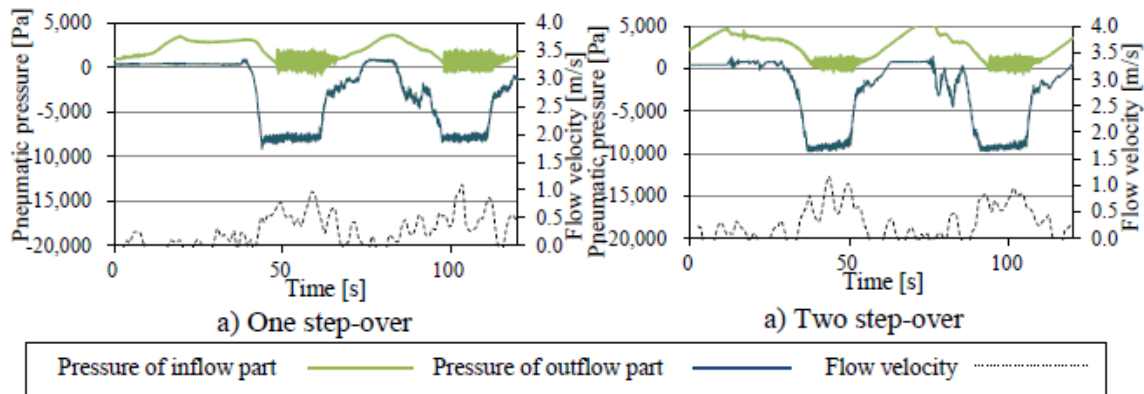 Pneumatic pressure [Pa]
5,000
0
-5,000
-10,000
-15,000
-20,000
4.0
3.5
3.0
2.5
2.0
1.5
1.0
0.5
0.0
Flow velocity [m/s]
0 50 100
Time [s]
a) One step-over
Pneumatic pressure [Pa]
5,000
0
-5,000
10,000
-15,000
-20,000
4.0
3.5
3.0
2.5
2.0
1.5
1.0
0.5
0.0
Flow velocity [m/s]
0 50 100
Time [s]
a) Two step-over
Pressure of inflow part Pressure of outflow part Flow velocity